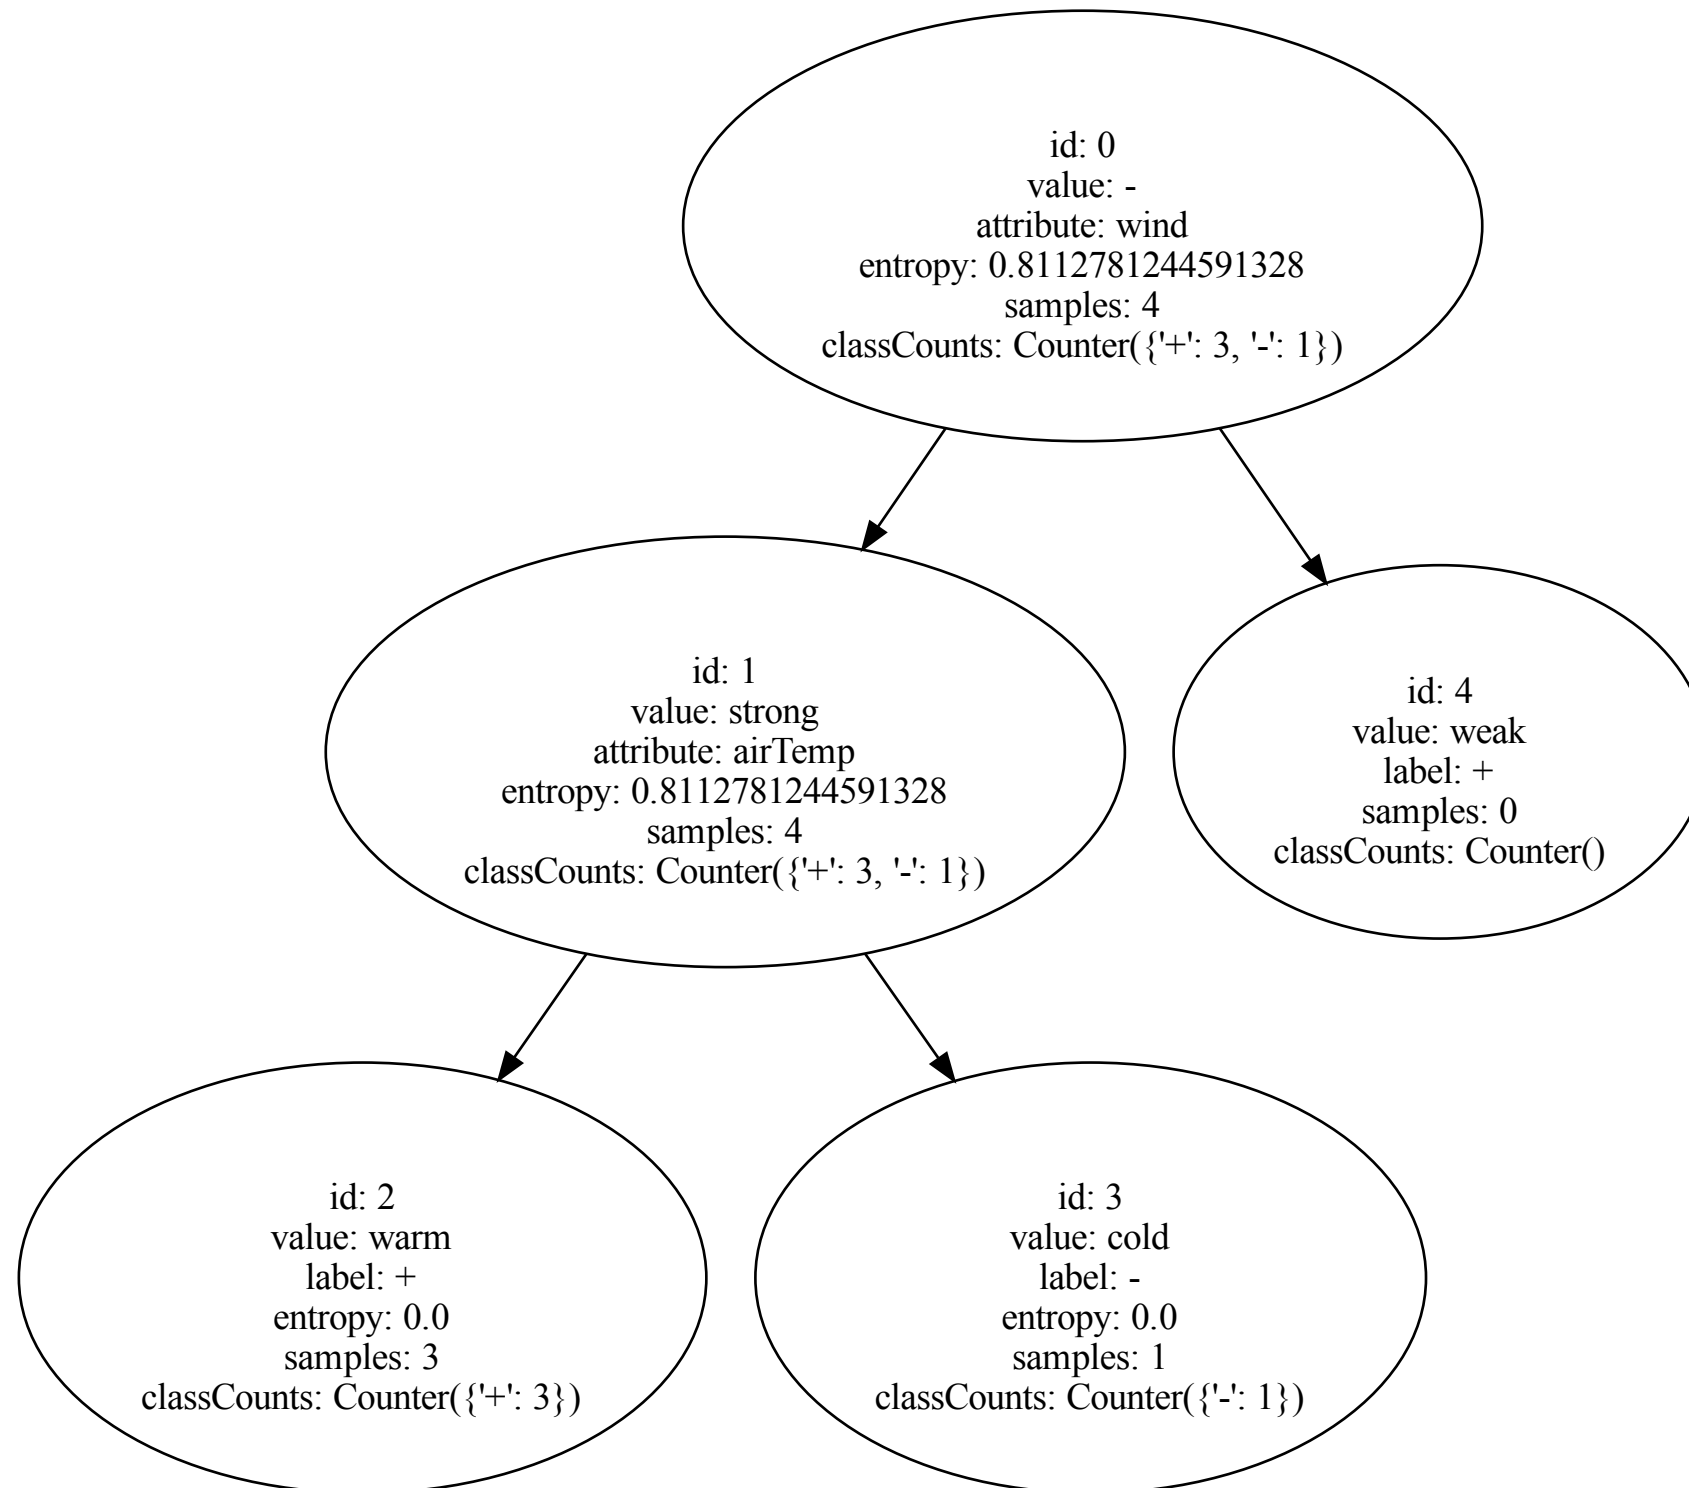 id: 0
value: -
attribute: wind
entropy: 0.8112781244591328
samples: 4
classCounts: Counter({'+': 3, '-': 1})
id: 1
value: strong
attribute: airTemp
entropy: 0.8112781244591328
samples: 4
classCounts: Counter({'+': 3, '-': 1})
id: 4
value: weak
label: +
samples: 0
classCounts: Counter()
id: 2
value: warm
label: +
entropy: 0.0
samples: 3
classCounts: Counter({'+': 3})
id: 3
value: cold
label: -
entropy: 0.0
samples: 1
classCounts: Counter({'-': 1})